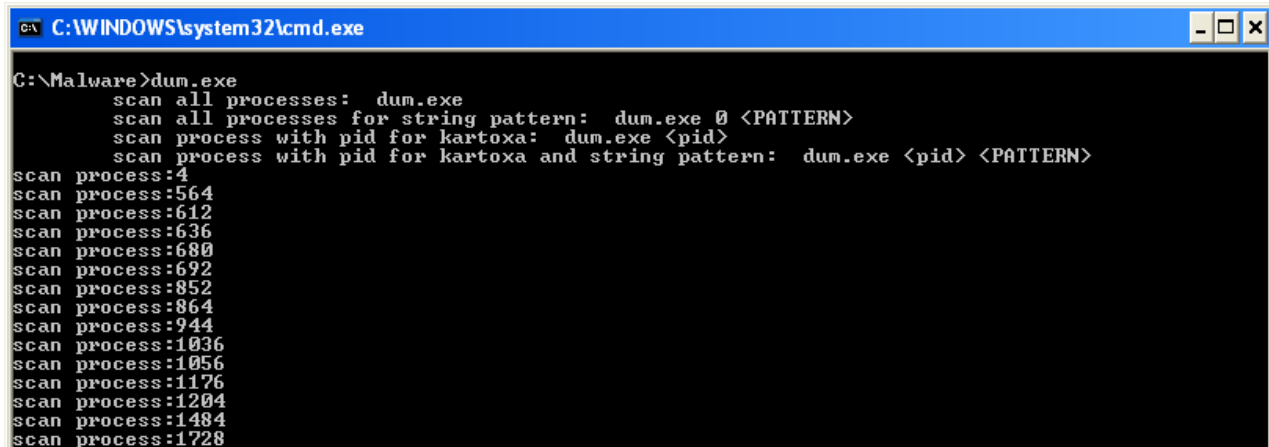 C:\WINDOWS\system32\cmd.exe
C:\Malware>dum.exe
scan all processes: dum.exe
scan all processes for string pattern: dum.exe 0 <PATTERN>
scan process with pid for kartoxa: dum.exe <pid>
scan process with pid for kartoxa and string pattern: dum.exe <pid> <PATTERN>
scan process:4
scan process:564
scan process:612
scan process:636
scan process:680
scan process:692
scan process:852
scan process:864
scan process:944
scan process:1036
scan process:1056
scan process:1176
scan process:1204
scan process:1484
scan process:1728